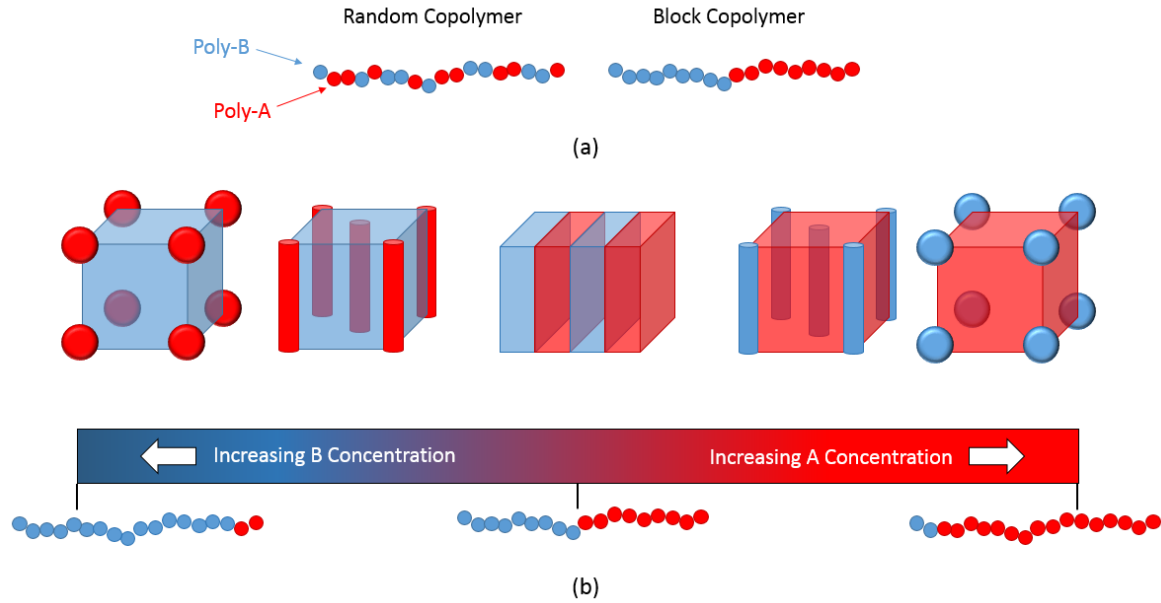 Random Copolymer
Block Copolymer
Poly-B
Poly-A
(a)
Increasing B Concentration
Increasing A Concentration
(b)